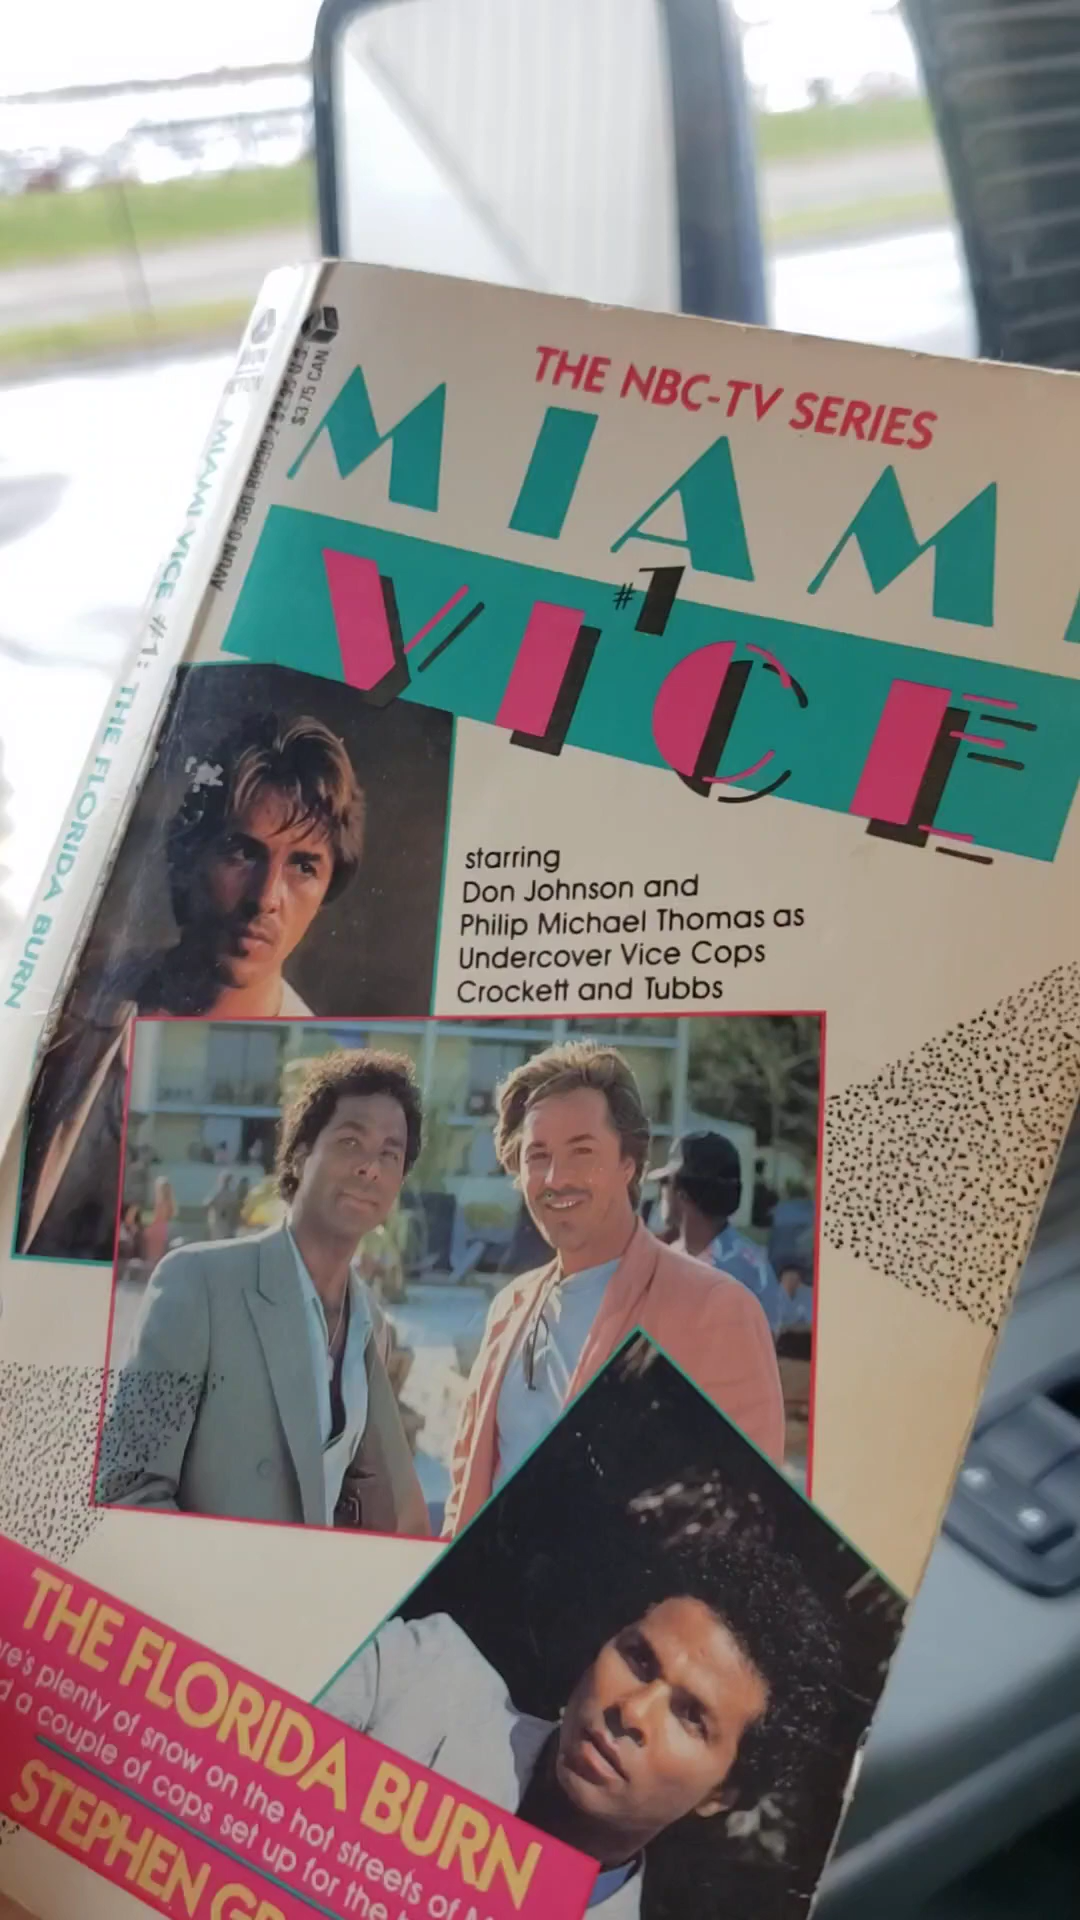 THE NBC-TV SERIES
MIAMI
#1
VICE
starring
Don Johnson and
Philip Michael Thomas as
Undercover Vice Cops
Crockett and Tubbs
THE FLORIDA BURN
plenty of snow on the hot streets of
a couple of cops set up for the
STEPHEN
$3.75 CAN
MIAMI VICE #1: THE FLORIDA BURN